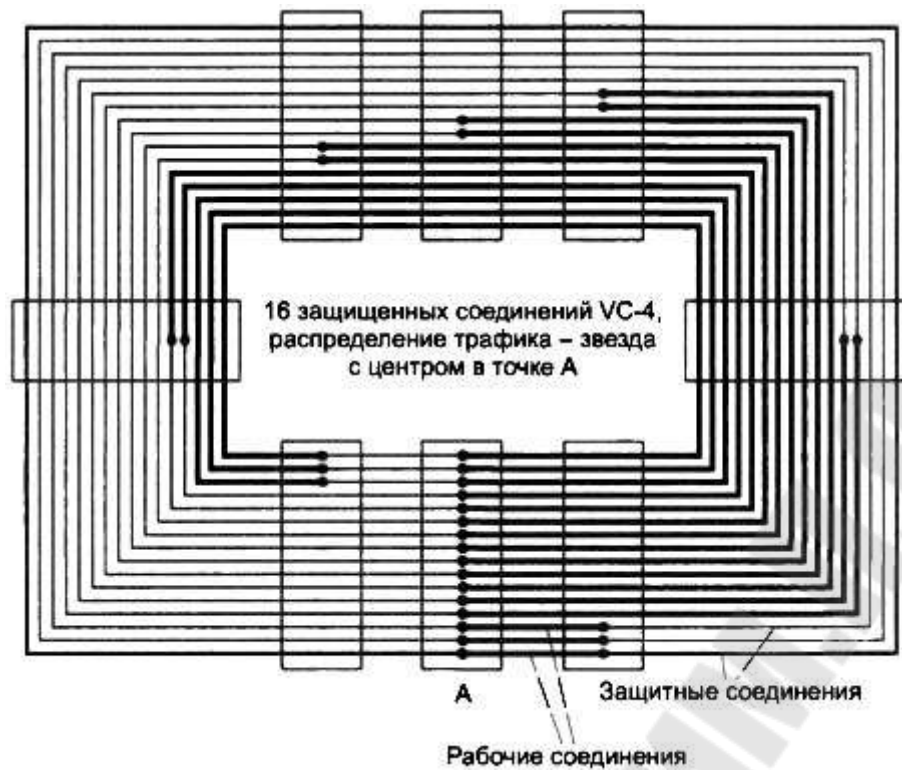 16 защищенных соединений VC-4,
распределение трафика – звезда
с центром в точке А
А
Защитные соединения
Рабочие соединения